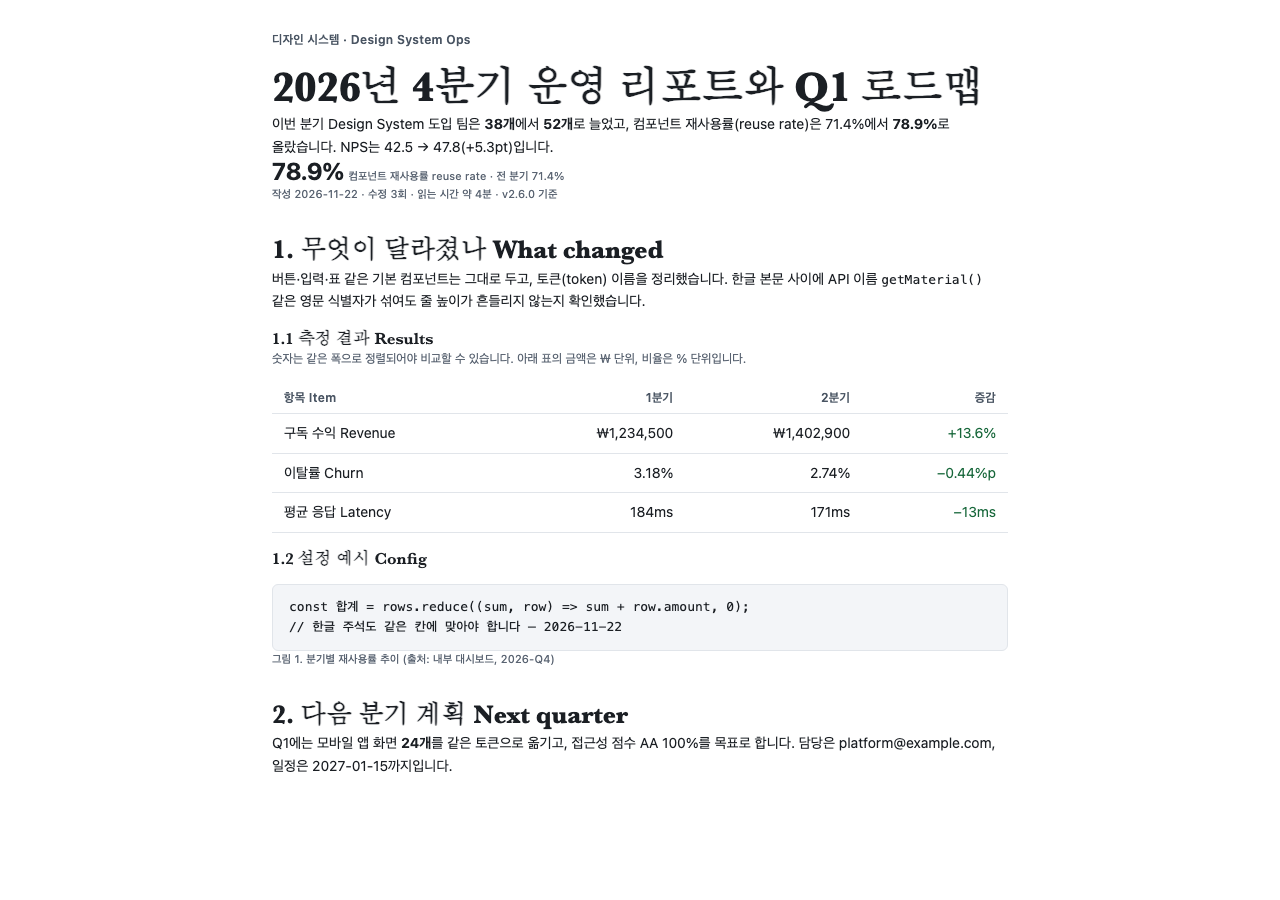 디자인 시스템 · Design System Ops
2026년 4분기 운영 리포트와 Q1 로드맵
이번 분기 Design System 도입 팀은 38개에서 52개로 늘었고, 컴포넌트 재사용률(reuse rate)은 71.4%에서 78.9%로
올랐습니다. NPS는 42.5 → 47.8(+5.3pt)입니다.
78.9% 컴포넌트 재사용률 reuse rate · 전 분기 71.4%
작성 2026-11-22 · 수정 3회 · 읽는 시간 약 4분 · v2.6.0 기준
1. 무엇이 달라졌나 What changed
버튼·입력·표 같은 기본 컴포넌트는 그대로 두고, 토큰(token) 이름을 정리했습니다. 한글 본문 사이에 API 이름 getMaterial()
같은 영문 식별자가 섞여도 줄 높이가 흔들리지 않는지 확인했습니다.
1.1 측정 결과 Results
숫자는 같은 폭으로 정렬되어야 비교할 수 있습니다. 아래 표의 금액은 ₩ 단위, 비율은 % 단위입니다.
항목 Item 1분기 2분기 증감
구독 수익 Revenue ₩1,234,500 ₩1,402,900 +13.6%
이탈률 Churn 3.18% 2.74% −0.44%p
평균 응답 Latency 184ms 171ms −13ms
1.2 설정 예시 Config
const 합계 = rows.reduce((sum, row) => sum + row.amount, 0);
// 한글 주석도 같은 칸에 맞아야 합니다 — 2026-11-22
그림 1. 분기별 재사용률 추이 (출처: 내부 대시보드, 2026-Q4)
2. 다음 분기 계획 Next quarter
Q1에는 모바일 앱 화면 24개를 같은 토큰으로 옮기고, 접근성 점수 AA 100%를 목표로 합니다. 담당은 platform@example.com,
일정은 2027-01-15까지입니다.